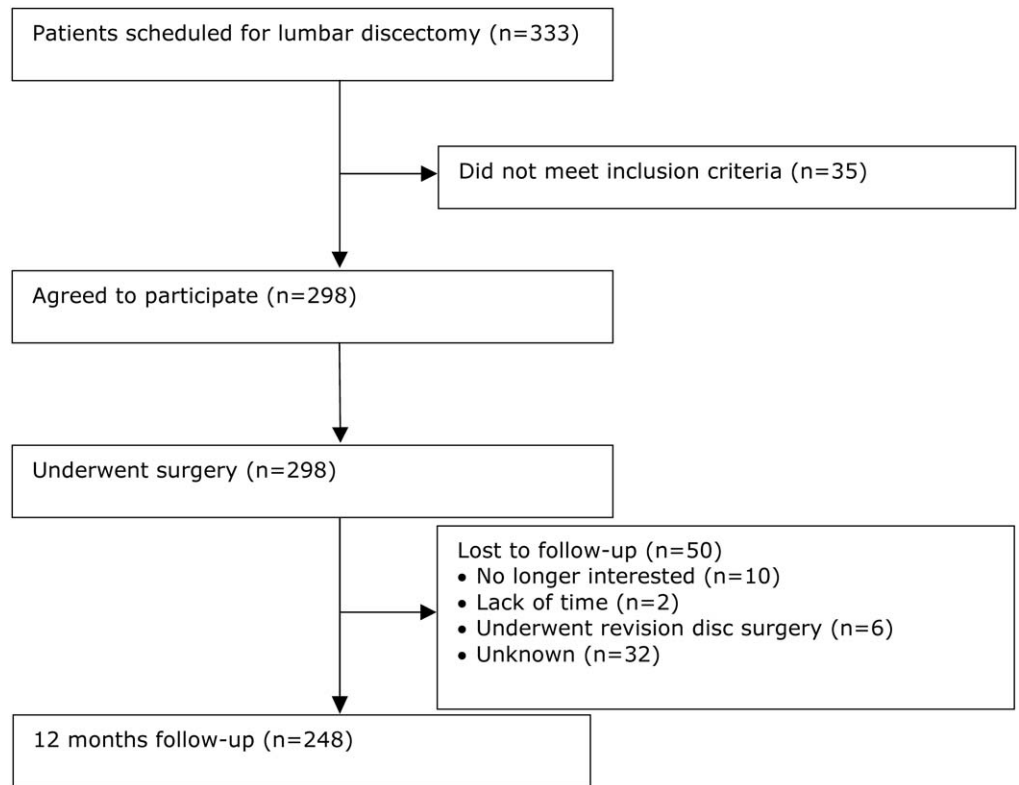 Patients scheduled for lumbar discectomy (n=333)
Did not meet inclusion criteria (n=35)
Agreed to participate (n=298)
Underwent surgery (n=298)
Lost to follow-up (n=50)
• No longer interested (n=10)
• Lack of time (n=2)
• Underwent revision disc surgery (n=6)
• Unknown (n=32)
12 months follow-up (n=248)